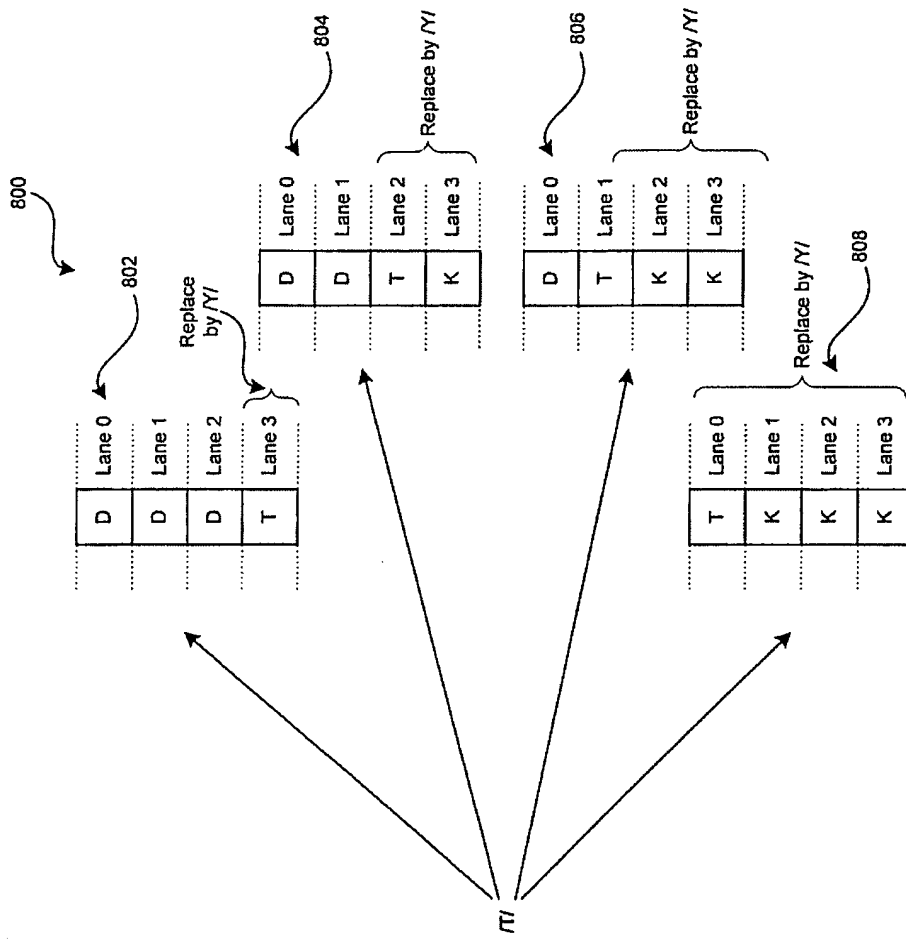 800
802
D Lane 0
D Lane 1
D Lane 2
T Lane 3
Replace
by /Y/
804
D Lane 0
D Lane 1
T Lane 2
K Lane 3
Replace by /Y/
806
D Lane 0
T Lane 1
K Lane 2
K Lane 3
Replace by /Y/
808
T Lane 0
K Lane 1
K Lane 2
K Lane 3
Replace by /Y/
/T/